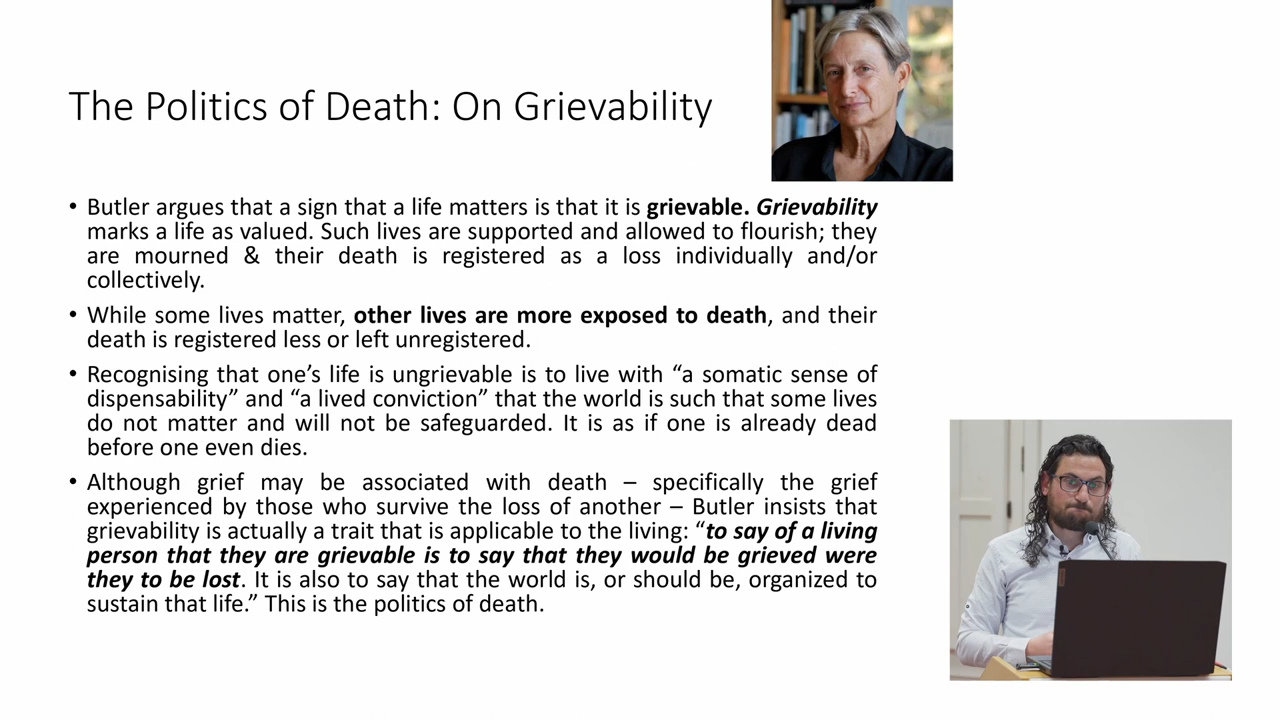 The Politics of Death: On Grievability
• Butler argues that a sign that a life matters is that it is grievable. Grievability
marks a life as valued. Such lives are supported and allowed to flourish; they
are mourned & their death is registered as a loss individually and/or
collectively.
• While some lives matter, other lives are more exposed to death, and their
death is registered less or left unregistered.
• Recognising that one’s life is ungrievable is to live with “a somatic sense of
dispensability” and “a lived conviction” that the world is such that some lives
do not matter and will not be safeguarded. It is as if one is already dead
before one even dies.
• Although grief may be associated with death – specifically the grief
experienced by those who survive the loss of another – Butler insists that
grievability is actually a trait that is applicable to the living: “to say of a living
person that they are grievable is to say that they would be grieved were
they to be lost. It is also to say that the world is, or should be, organized to
sustain that life.” This is the politics of death.